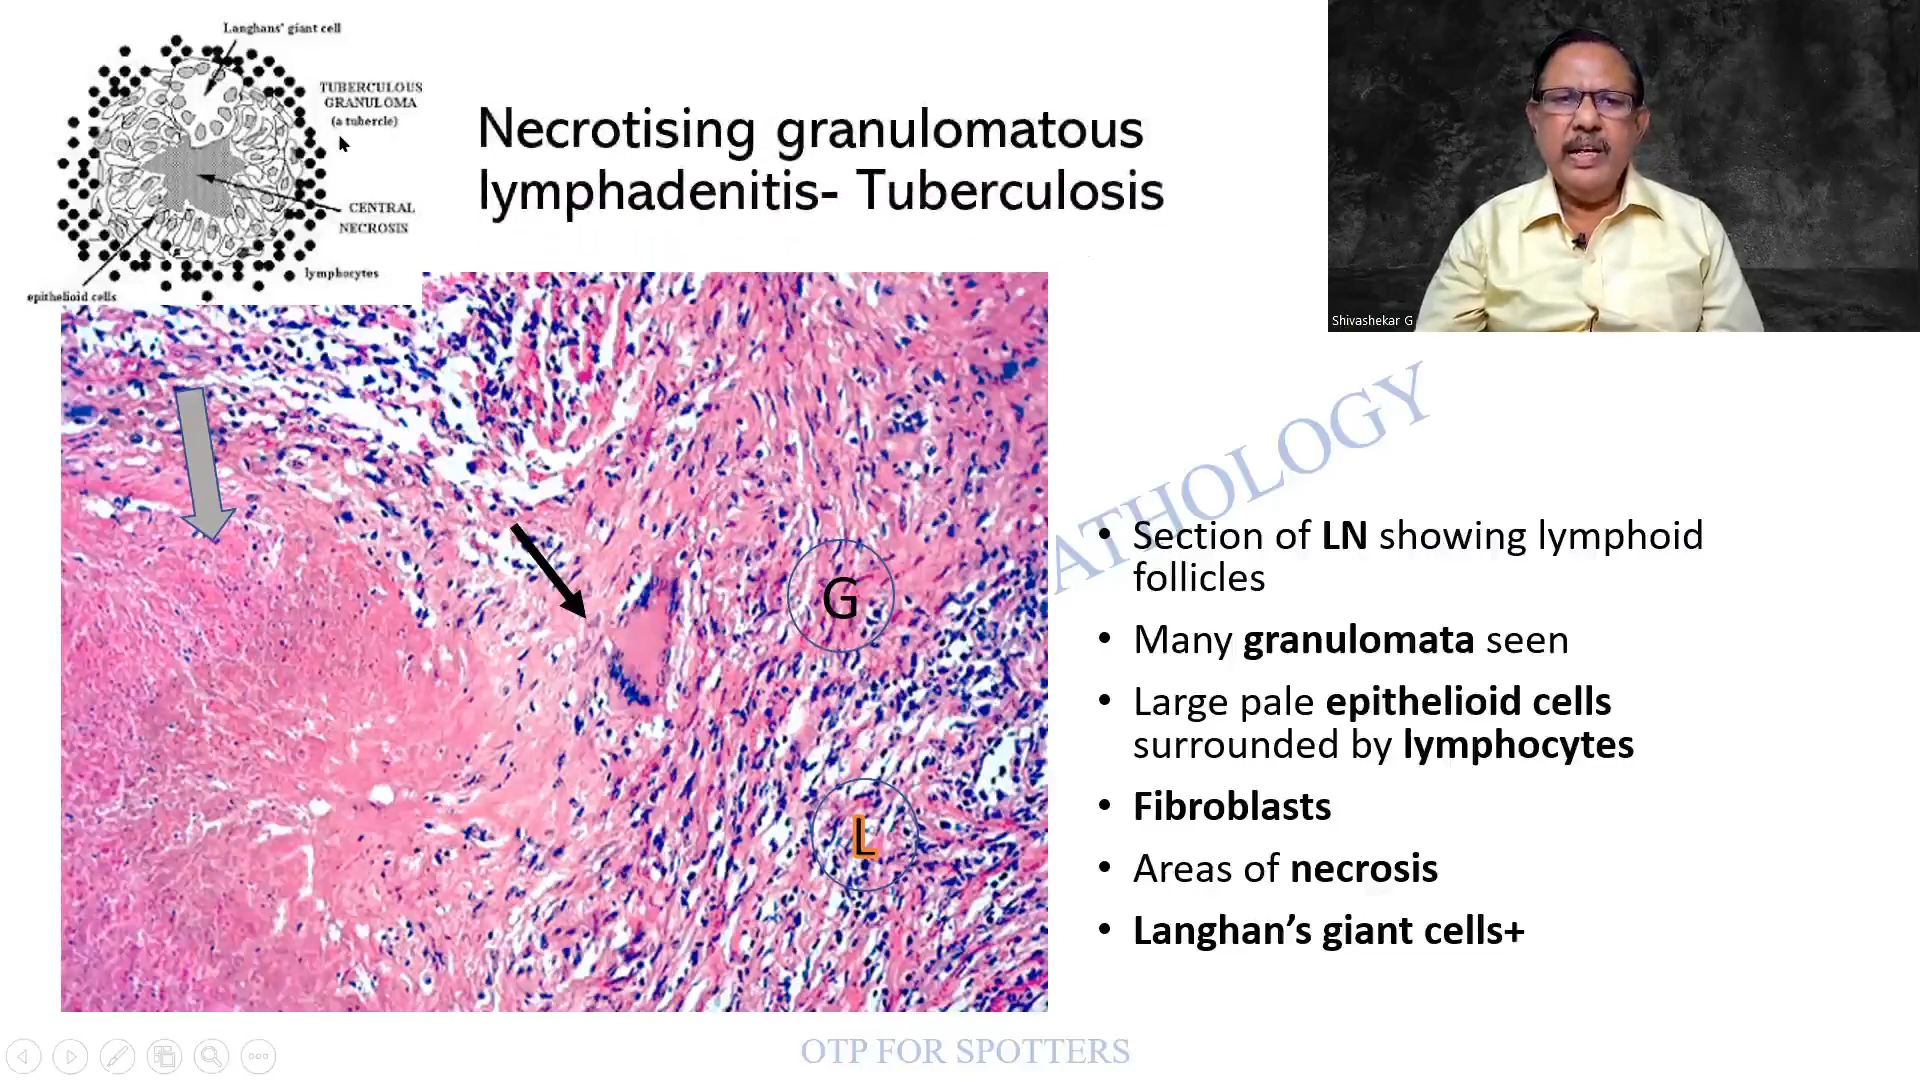 Langhans' giant cell
TUBERCULOUS
GRANULOMA
(a tubercle)
CENTRAL
NECROSIS
lymphocytes
epithelioid cells
Necrotising granulomatous
lymphadenitis- Tuberculosis
Shivashekar G
G
L
ATHOLOGY
• Section of LN showing lymphoid
follicles
• Many granulomata seen
• Large pale epithelioid cells
surrounded by lymphocytes
• Fibroblasts
• Areas of necrosis
• Langhan’s giant cells+
OTP FOR SPOTTERS